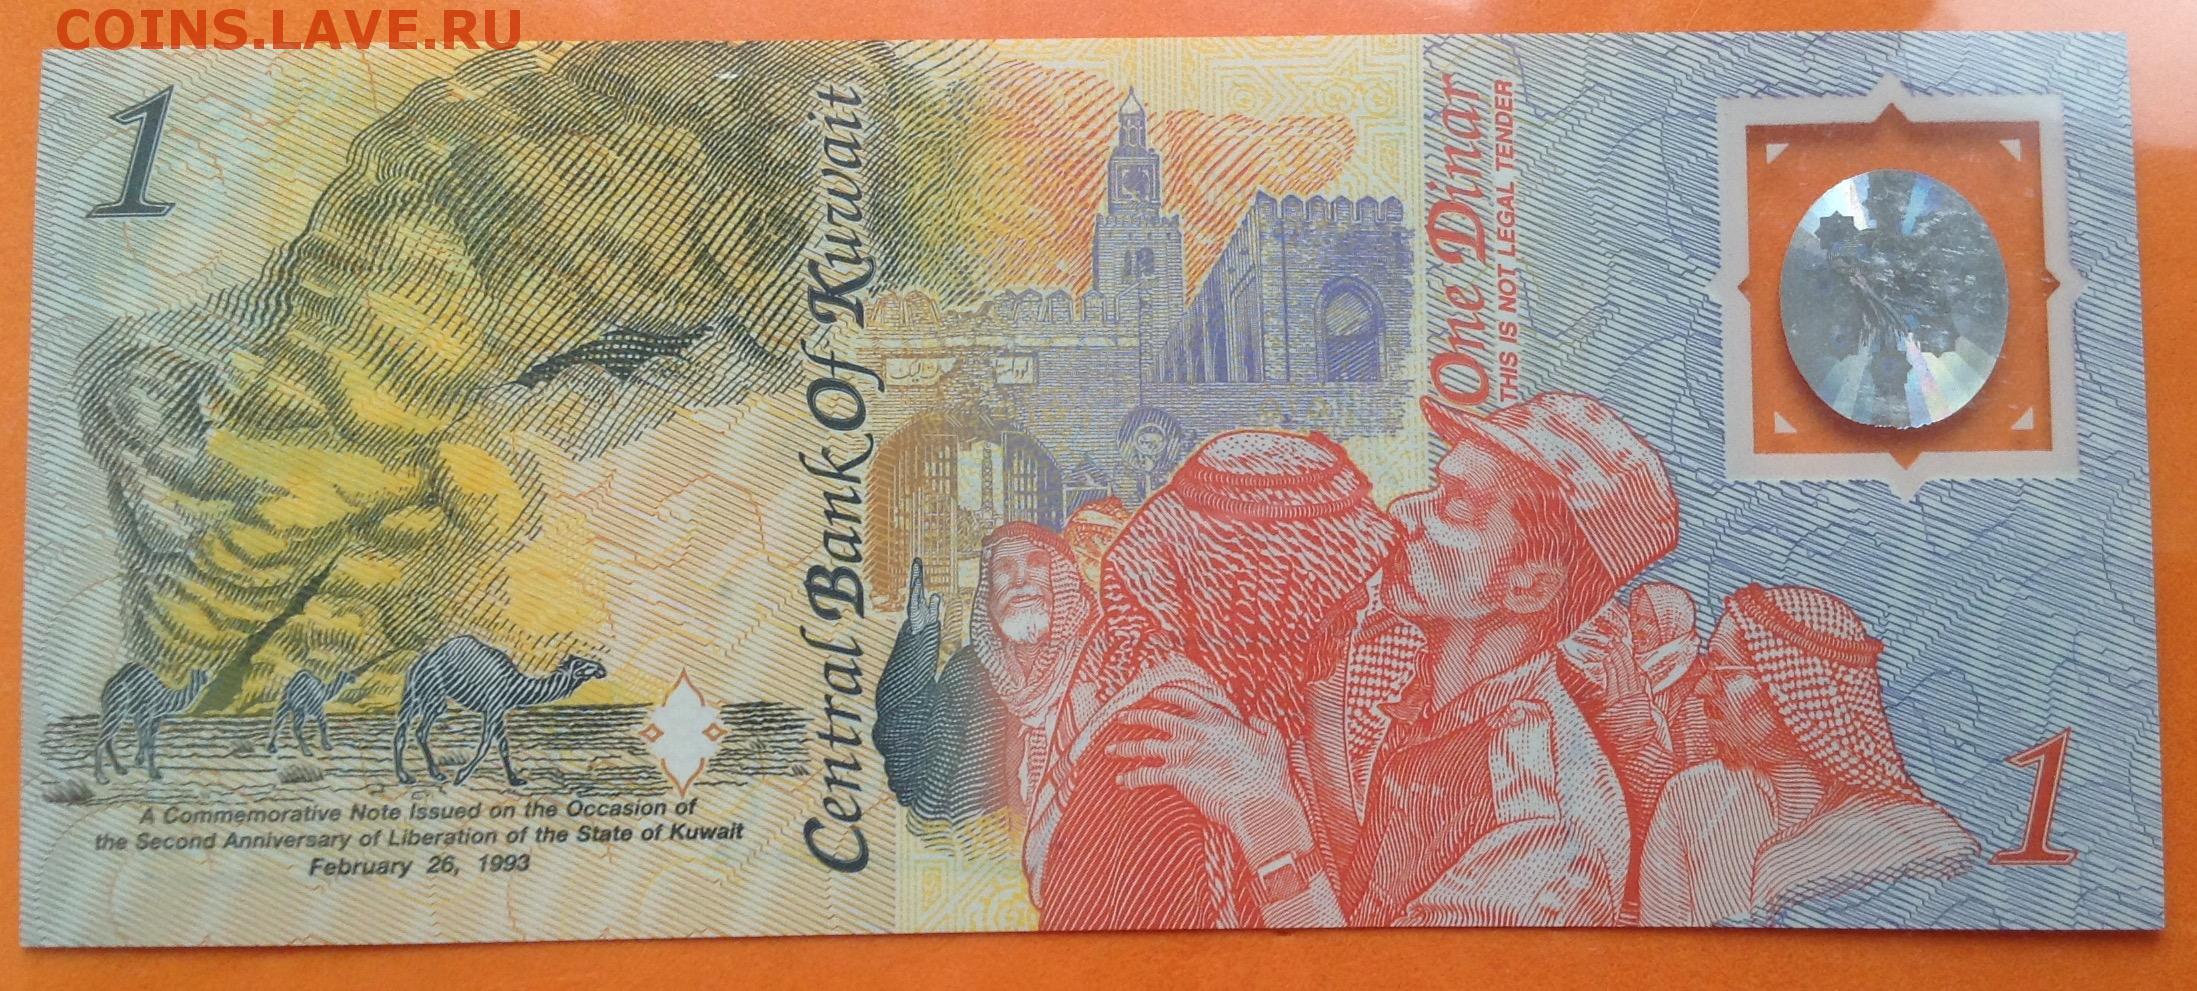 COINS.LAVE.RU
1
Central Bank Of Kuwait
One Dinar
THIS IS NOT LEGAL TENDER
A Commemorative Note Issued on the Occasion of
the Second Anniversary of Liberation of the State of Kuwait
February 26, 1993
1